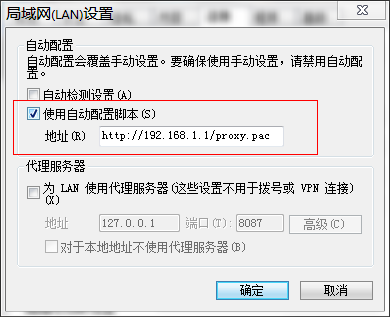 局域网(LAN)设置
自动配置
自动配置会覆盖手动设置。要确保使用手动设置，请禁用自动配
置。
自动检测设置(A)
使用自动配置脚本(S)
地址(R) http://192.168.1.1/proxy.pac
代理服务器
为 LAN 使用代理服务器(这些设置不用于拨号或 VPN 连接)
(X)
地址 127.0.0.1 端口(T): 8087 高级(C)
对于本地地址不使用代理服务器(B)
确定 取消